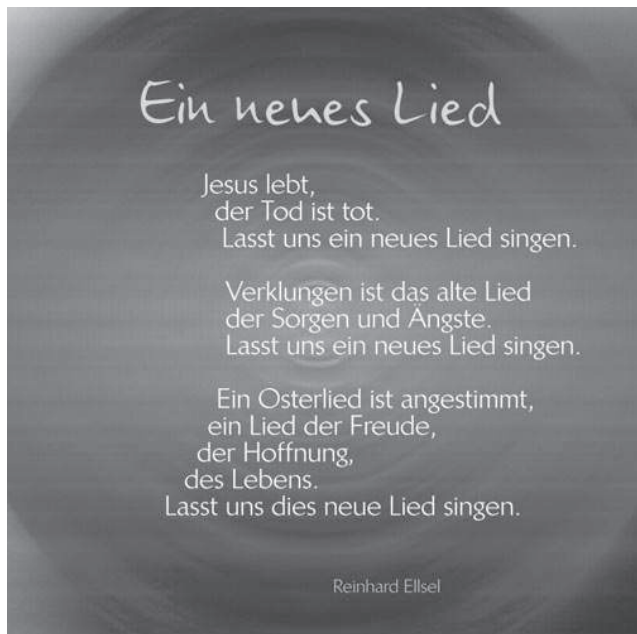 Ein neues Lied
Jesus lebt,
der Tod ist tot.
Lasst uns ein neues Lied singen.
Verklungen ist das alte Lied
der Sorgen und Ängste.
Lasst uns ein neues Lied singen.
Ein Osterlied ist angestimmt,
ein Lied der Freude,
der Hoffnung,
des Lebens.
Lasst uns dies neue Lied singen.
Reinhard Ellsel